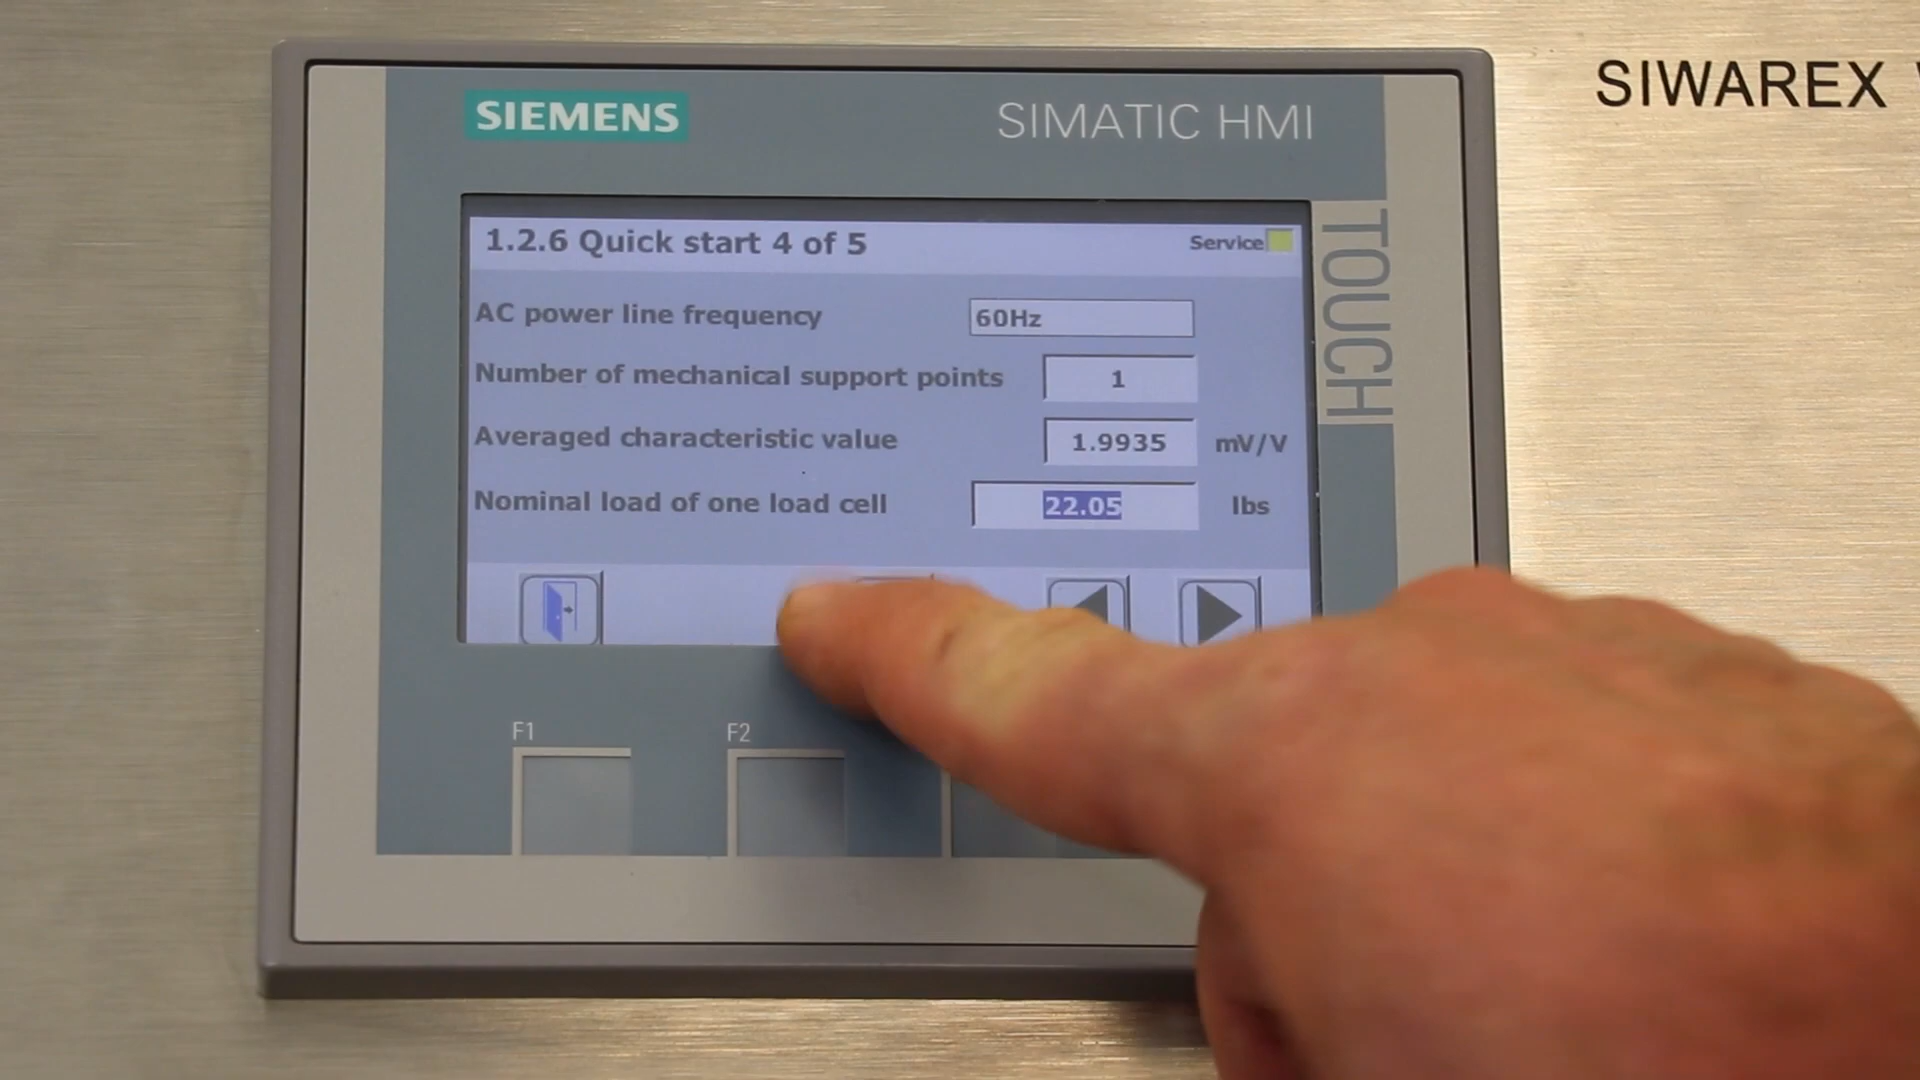 SIEMENS
SIMATIC HMI
SIWAREX
TOUCH
1.2.6 Quick start 4 of 5
Service
AC power line frequency 60Hz
Number of mechanical support points 1
Averaged characteristic value 1.9935 mV/V
Nominal load of one load cell 22.05 lbs
F1
F2